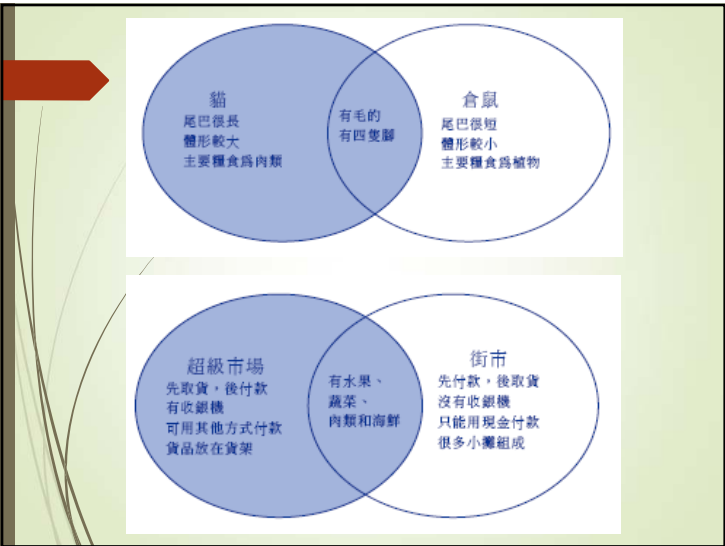 貓
尾巴很長
體形較大
主要糧食爲肉類
有毛的
有四隻腳
倉鼠
尾巴很短
體形較小
主要糧食爲植物
超級市場
先取貨，後付款
有收銀機
可用其他方式付款
貨品放在貨架
有水果、
蔬菜、
肉類和海鮮
街市
先付款，後取貨
沒有收銀機
只能用現金付款
很多小攤組成